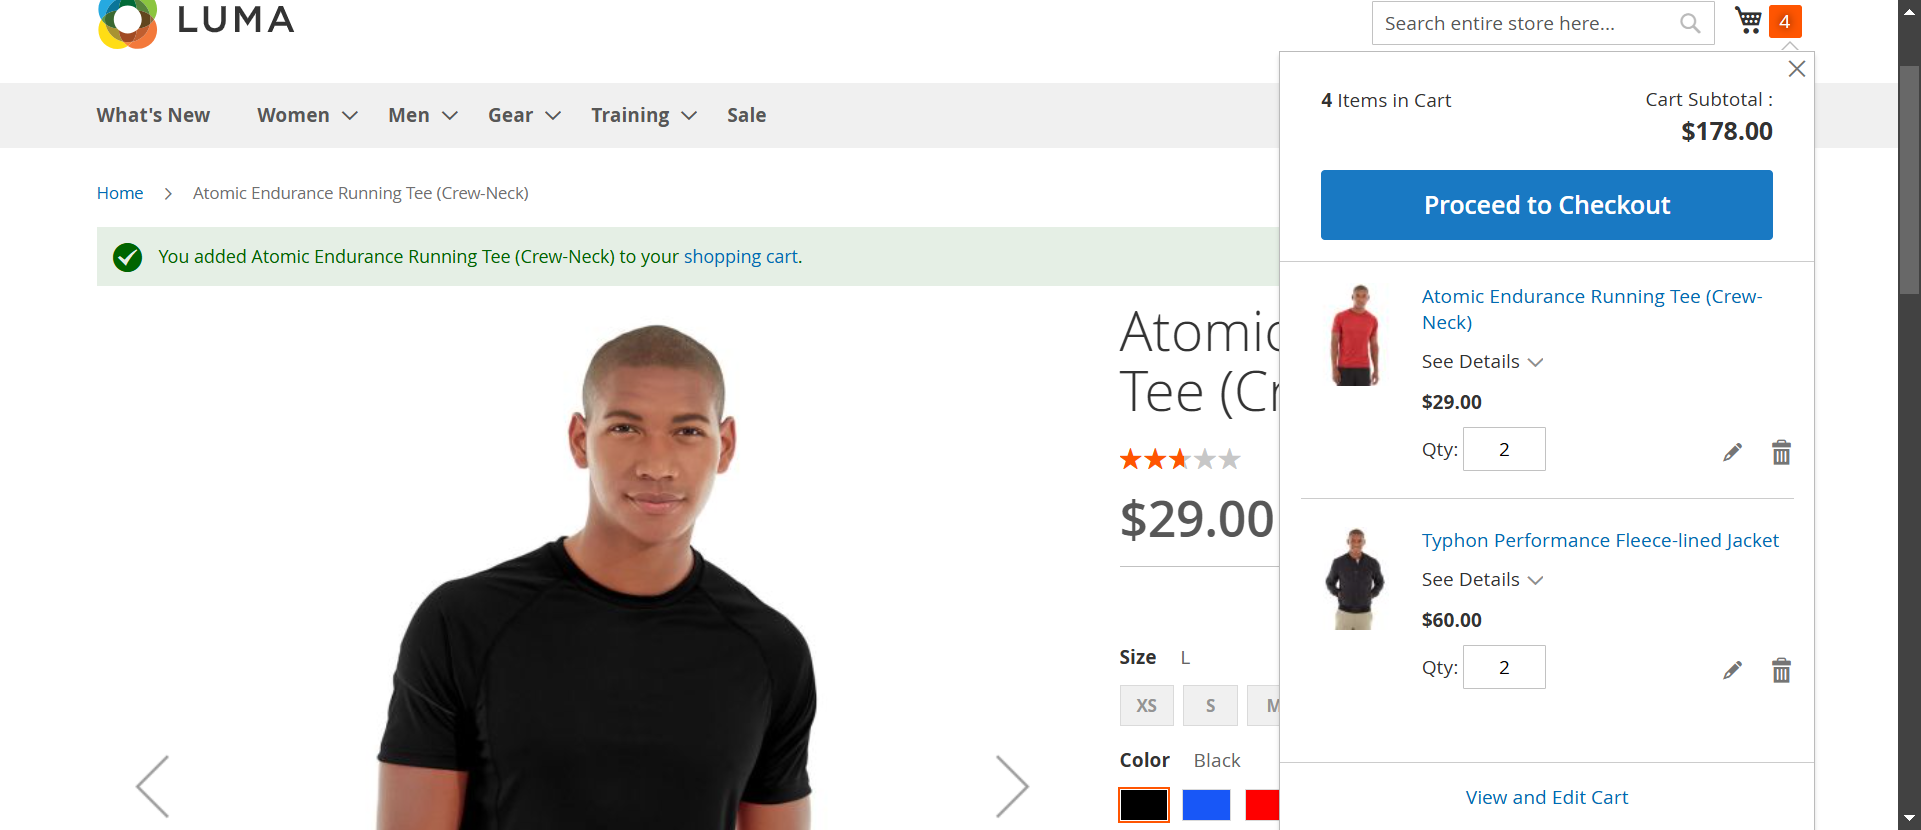 LUMA
Search entire store here...
4
What's New
Women
Men
Gear
Training
Sale
4 Items in Cart
Cart Subtotal :
$178.00
Proceed to Checkout
Home
Atomic Endurance Running Tee (Crew-Neck)
You added Atomic Endurance Running Tee (Crew-Neck) to your shopping cart.
Atomic
Tee (Cr
$29.00
Size L
XS
S
M
Color Black
Atomic Endurance Running Tee (Crew-
Neck)
See Details
$29.00
Qty: 2
Typhon Performance Fleece-lined Jacket
See Details
$60.00
Qty: 2
View and Edit Cart